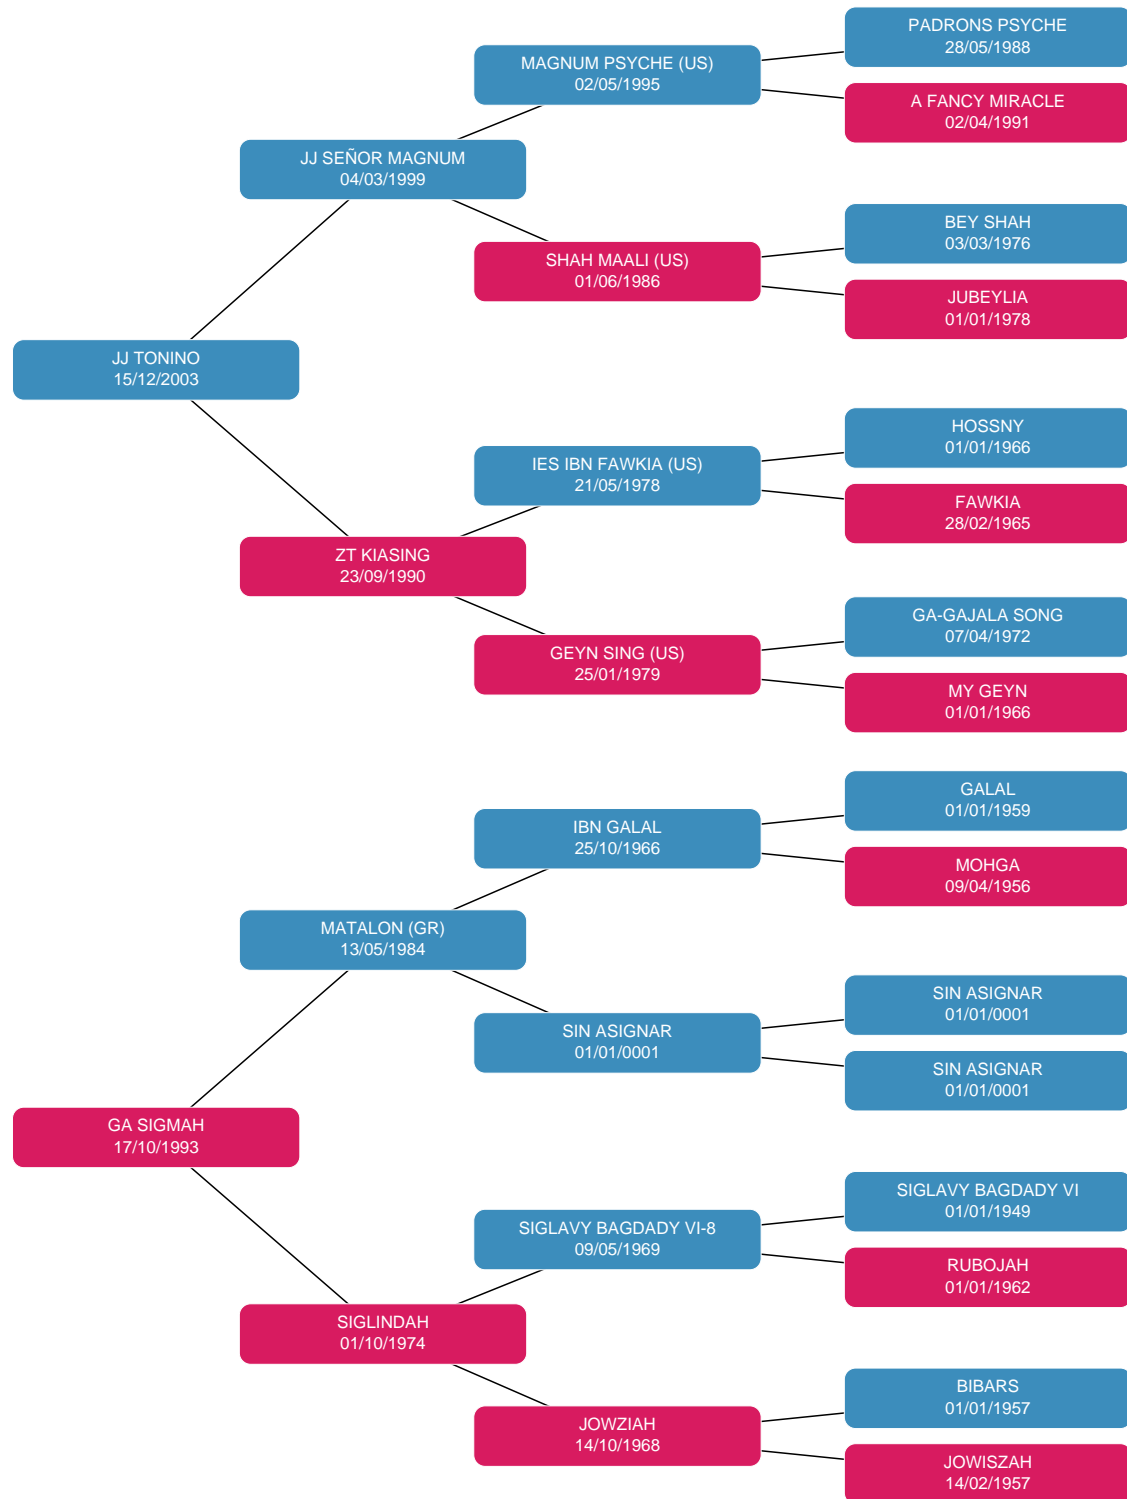 PADRONS PSYCHE
28/05/1988
MAGNUM PSYCHE (US)
02/05/1995
A FANCY MIRACLE
02/04/1991
JJ SEÑOR MAGNUM
04/03/1999
BEY SHAH
03/03/1976
SHAH MAALI (US)
01/06/1986
JUBEYLIA
01/01/1978
JJ TONINO
15/12/2003
HOSSNY
01/01/1966
IES IBN FAWKIA (US)
21/05/1978
FAWKIA
28/02/1965
ZT KIASING
23/09/1990
GA-GAJALA SONG
07/04/1972
GEYN SING (US)
25/01/1979
MY GEYN
01/01/1966
GALAL
01/01/1959
IBN GALAL
25/10/1966
MOHGA
09/04/1956
MATALON (GR)
13/05/1984
SIN ASIGNAR
01/01/0001
SIN ASIGNAR
01/01/0001
SIN ASIGNAR
01/01/0001
GA SIGMAH
17/10/1993
SIGLAVY BAGDADY VI
01/01/1949
SIGLAVY BAGDADY VI-8
09/05/1969
RUBOJAH
01/01/1962
SIGLINDAH
01/10/1974
BIBARS
01/01/1957
JOWZIAH
14/10/1968
JOWISZAH
14/02/1957